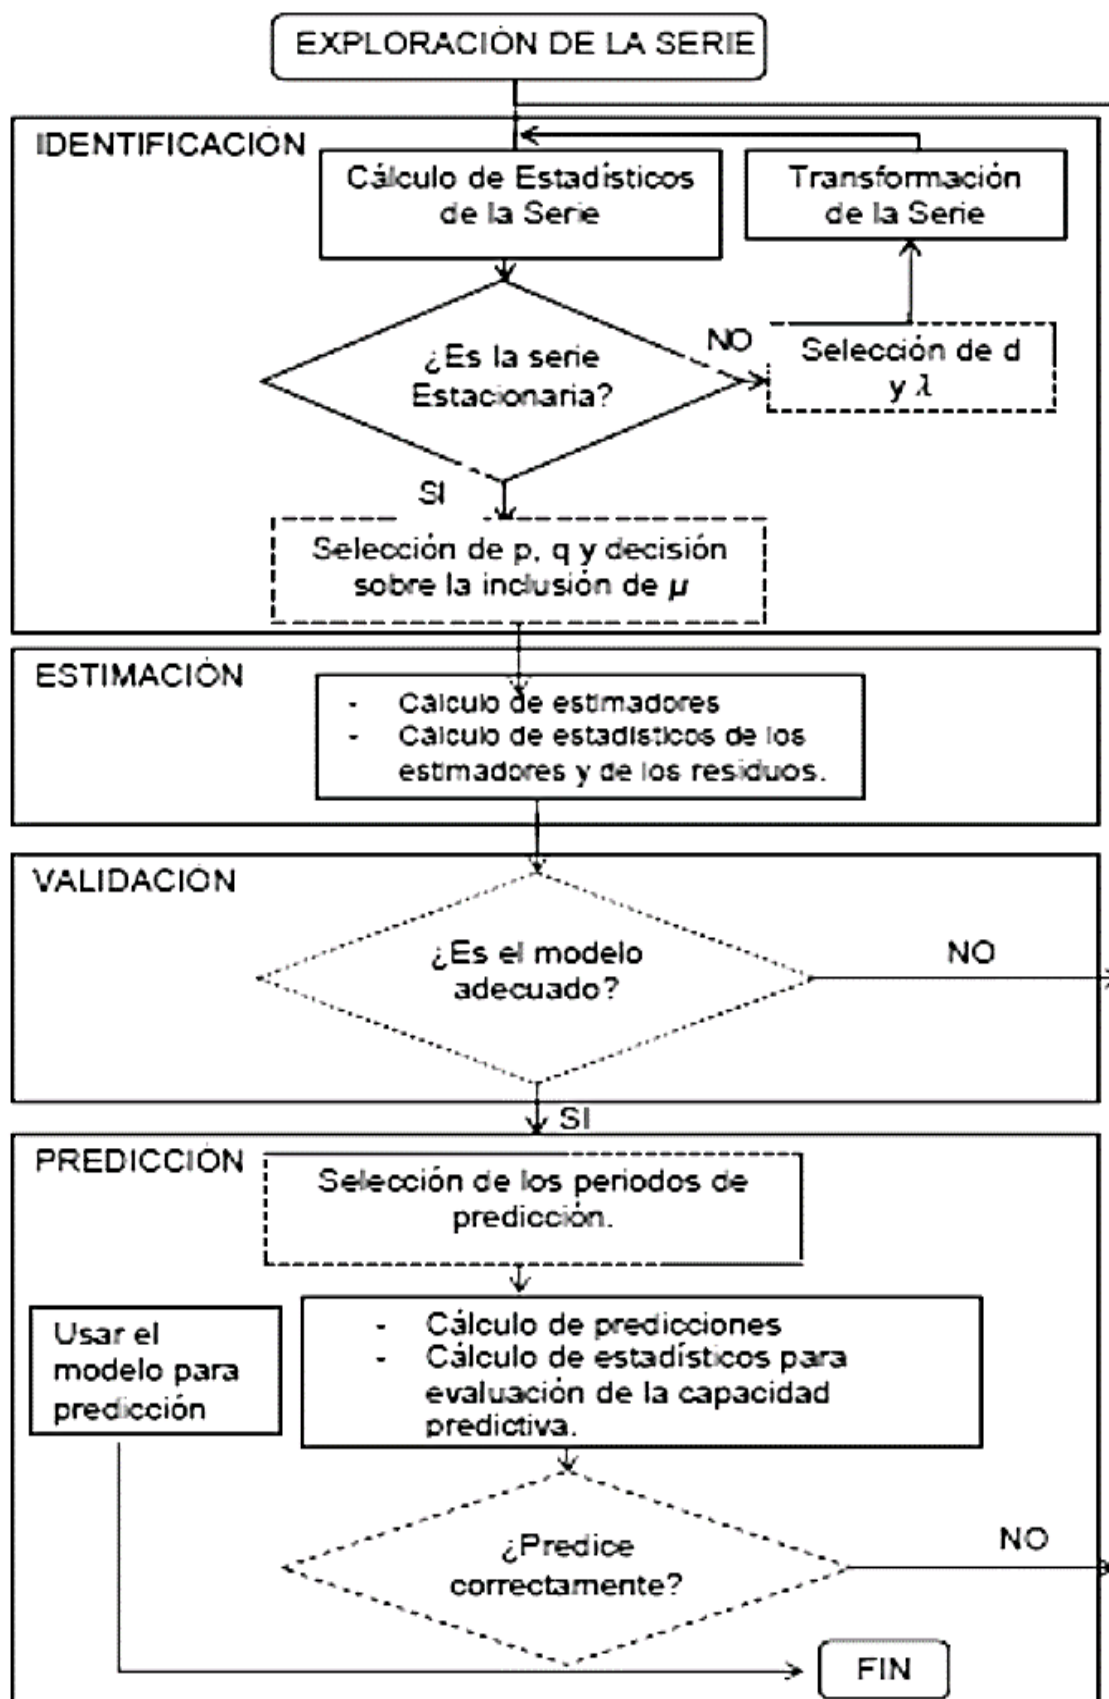 EXPLORACIÓN DE LA SERIE
IDENTIFICACIÓN
Cálculo de Estadísticos
de la Serie
Transformación
de la Serie
¿Es la serie
Estacionaria?
NO
Selección de d
y λ
SI
Selección de p, q y decisión
sobre la inclusión de μ
ESTIMACIÓN
- Cálculo de estimadores
- Cálculo de estadísticos de los
estimadores y de los residuos.
VALIDACIÓN
¿Es el modelo
adecuado?
NO
SI
PREDICCIÓN
Selección de los periodos de
predicción.
Usar el
modelo para
predicción
- Cálculo de predicciones
- Cálculo de estadísticos para
evaluación de la capacidad
predictiva.
¿Predice
correctamente?
NO
FIN